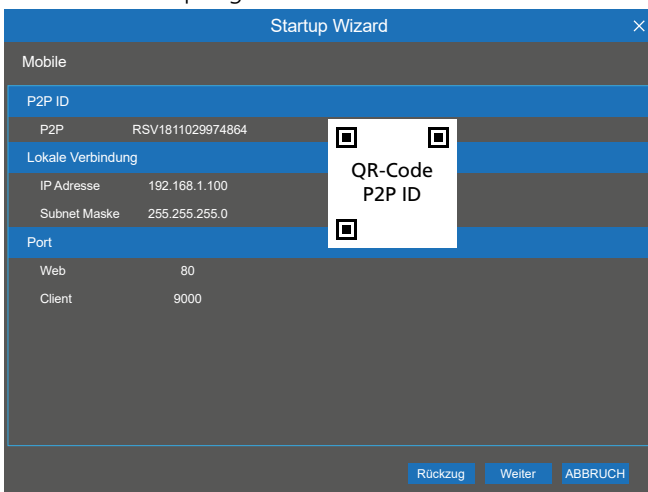 Startup Wizard
Mobile
P2P ID
P2P RSV1811029974864
Lokale Verbindung
IP Adresse 192.168.1.100
Subnet Maske 255.255.255.0
QR-Code
P2P ID
Port
Web 80
Client 9000
Rückzug Weiter ABBRUCH